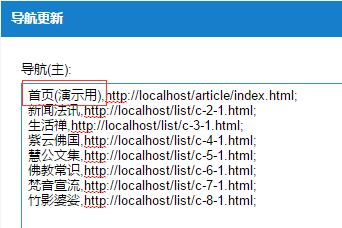 导航更新
导航(主):
首页(演示用),http://localhost/article/index.html;
新闻法讯,http://localhost/list/c-2-1.html;
生活禅,http://localhost/list/c-3-1.html;
紫云佛国,http://localhost/list/c-4-1.html;
慧公文集,http://localhost/list/c-5-1.html;
佛教常识,http://localhost/list/c-6-1.html;
梵音宣流,http://localhost/list/c-7-1.html;
竹影婆娑,http://localhost/list/c-8-1.html;